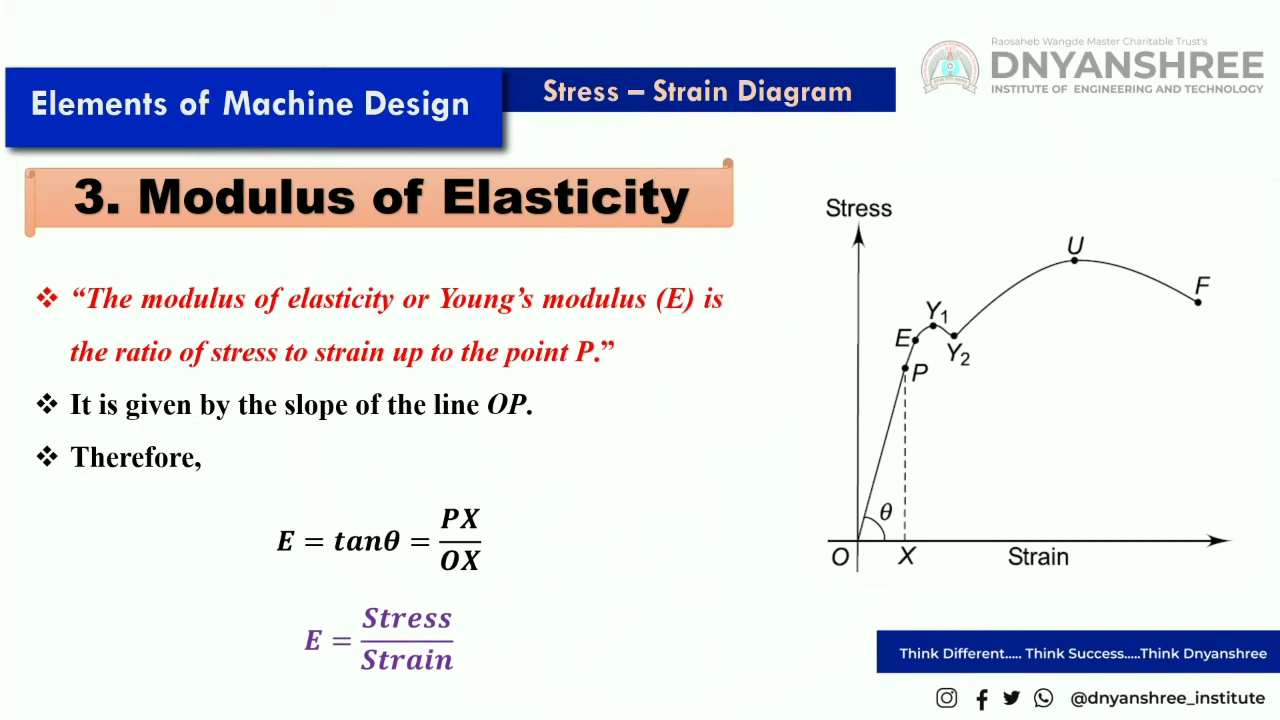 Raosaheb Wangde Master Charitable Trust's
DNYANSHREE
INSTITUTE OF ENGINEERING AND TECHNOLOGY
Elements of Machine Design
Stress – Strain Diagram
3. Modulus of Elasticity
❖ “The modulus of elasticity or Young’s modulus (E) is
the ratio of stress to strain up to the point P.”
❖ It is given by the slope of the line OP.
❖ Therefore,
E = tanθ = PX/OX
E = Stress/Strain
Stress
U
F
Y1
E
Y2
P
θ
O
X
Strain
Think Different..... Think Success.....Think Dnyanshree
@dnyanshree_institute